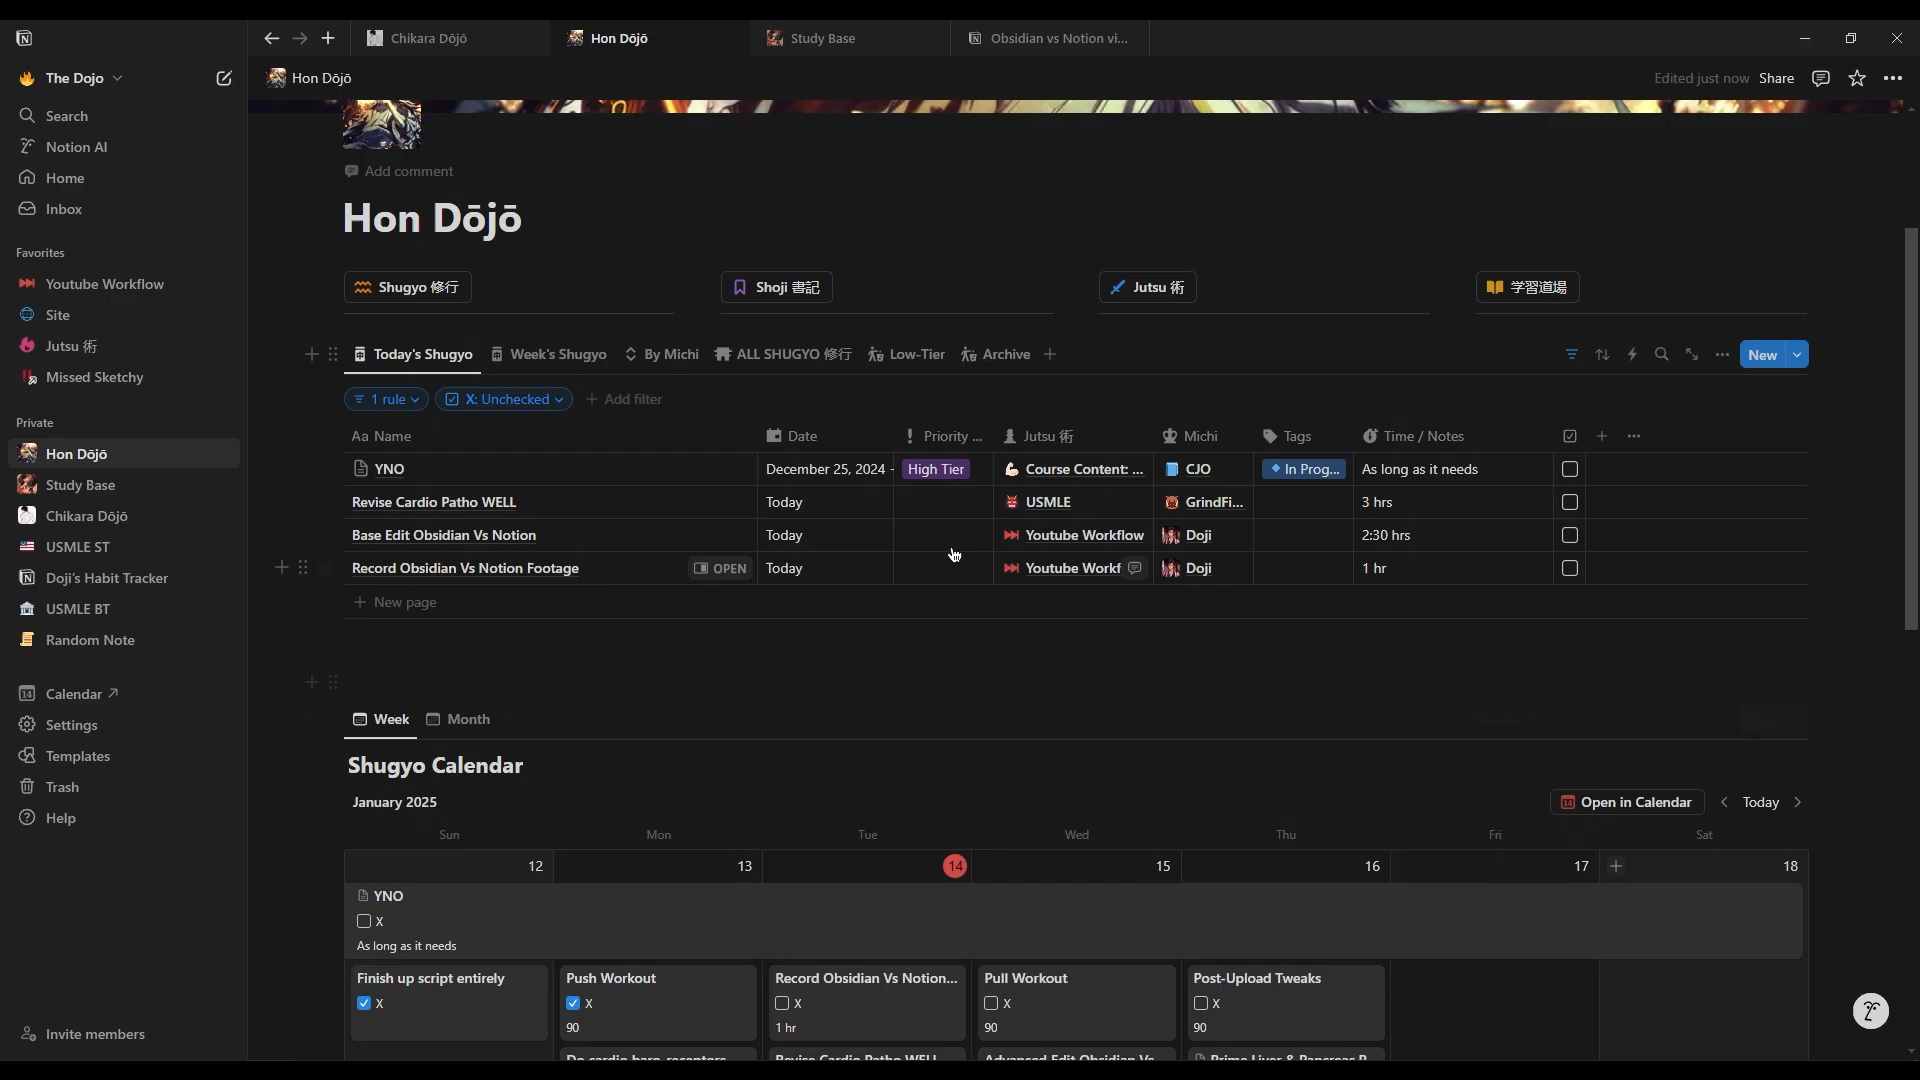 Chikara Dōjō
Hon Dōjō
Study Base
Obsidian vs Notion vi...
The Dojo
Hon Dōjō
Edited just now
Share
Search
Notion AI
Home
Inbox
Favorites
Youtube Workflow
Site
Jutsu 術
Missed Sketchy
Private
Hon Dōjō
Study Base
Chikara Dōjō
USMLE ST
Doji's Habit Tracker
USMLE BT
Random Note
Calendar
Settings
Templates
Trash
Help
Invite members
Add comment
Hon Dōjō
Shugyo 修行
Shoji 書記
Jutsu 術
学習道場
Today's Shugyo
Week's Shugyo
By Michi
ALL SHUGYO 修行
Low-Tier
Archive
New
1 rule
X: Unchecked
Add filter
Aa Name
Date
Priority ...
Jutsu 術
Michi
Tags
Time / Notes
YNO
December 25, 2024 -
High Tier
Course Content: ...
CJO
In Prog...
As long as it needs
Revise Cardio Patho WELL
Today
USMLE
GrindFi...
3 hrs
Base Edit Obsidian Vs Notion
Today
Youtube Workflow
Doji
2:30 hrs
Record Obsidian Vs Notion Footage
OPEN
Today
Youtube Workf
Doji
1 hr
New page
Week
Month
Shugyo Calendar
January 2025
Open in Calendar
Today
Sun
Mon
Tue
Wed
Thu
Fri
Sat
12
13
14
15
16
17
18
YNO
X
As long as it needs
Finish up script entirely
X
Push Workout
X
90
Record Obsidian Vs Notion...
X
1 hr
Pull Workout
X
90
Post-Upload Tweaks
X
90
Revise Cardio Patho WELL
Advanced Edit Obsidian Vs